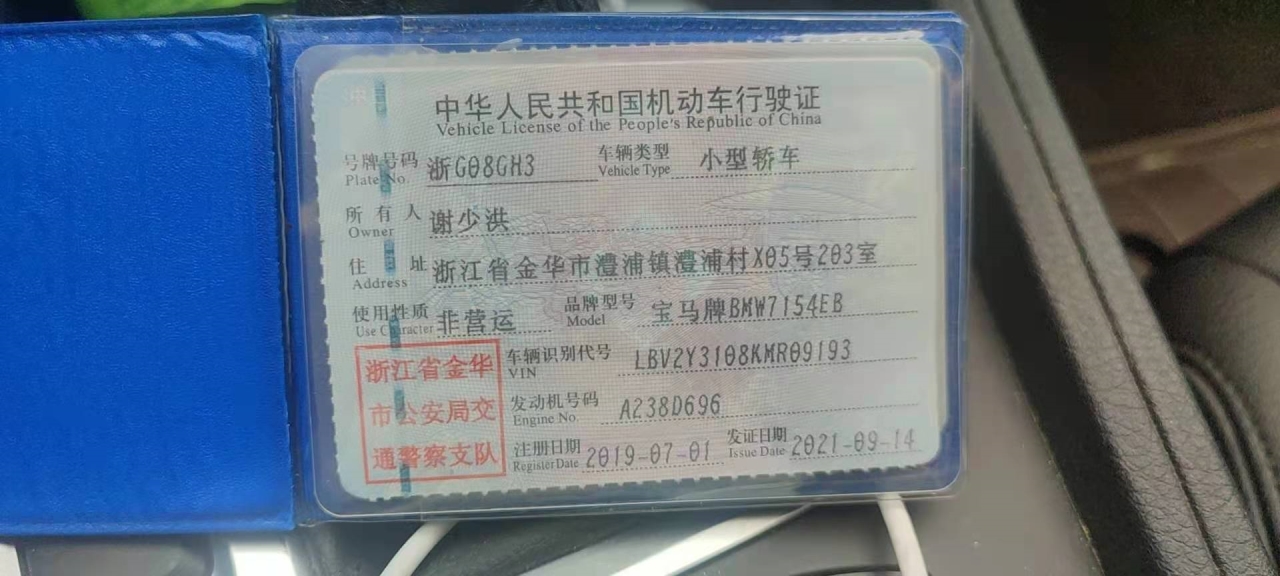 中华人民共和国机动车行驶证
Vehicle License of the People's Republic of China
号牌号码 浙G08GH3 车辆类型 小型轿车
Plate No. Vehicle Type
所有人 谢少洪
Owner
住址 浙江省金华市澧浦镇澧浦村X05号203室
Address
使用性质 非营运 品牌型号 宝马牌BMW7154EB
Use Character Model
浙江省金华
市公安局交
通警察支队
车辆识别代号 LBV2Y3108KMR09193
VIN
发动机号码 A238D696
Engine No.
注册日期 2019-07-01 发证日期 2021-09-14
Register Date Issue Date